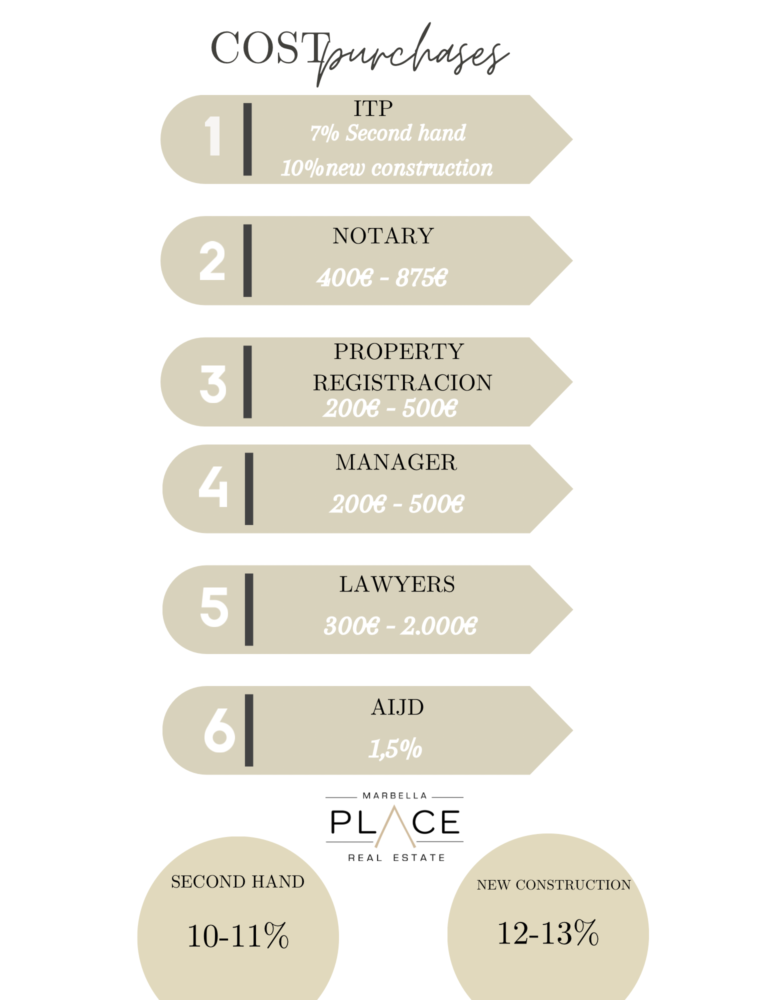 COST purchases
1
ITP
7% Second hand
10%new construction
2
NOTARY
400€ - 875€
3
PROPERTY
REGISTRACION
200€ - 500€
4
MANAGER
200€ - 500€
5
LAWYERS
300€ - 2.000€
6
AIJD
1,5%
MARBELLA
PLACE
REAL ESTATE
SECOND HAND
10-11%
NEW CONSTRUCTION
12-13%